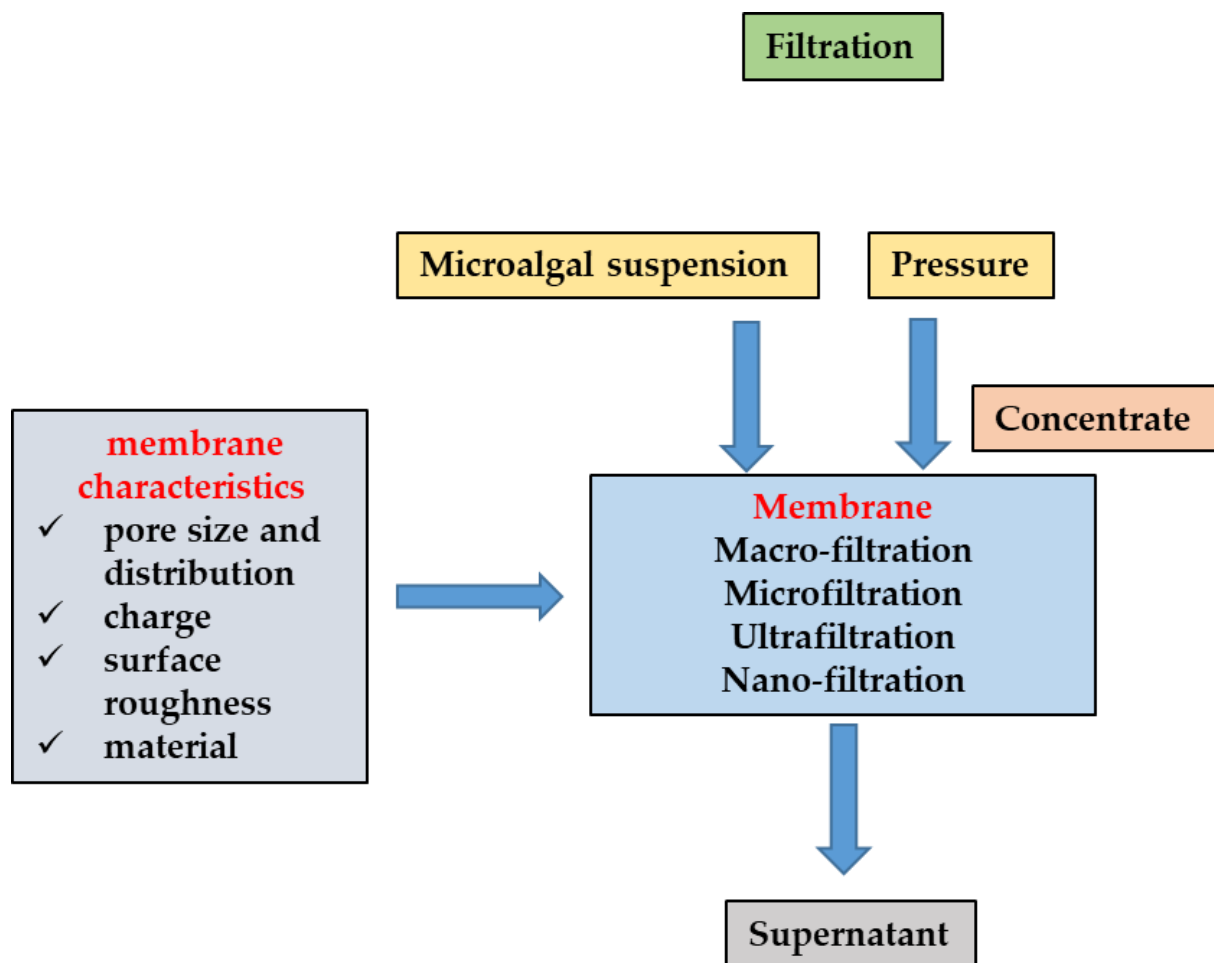 Filtration
Microalgal suspension
Pressure
Concentrate
membrane
characteristics
✓ pore size and
distribution
✓ charge
✓ surface
roughness
✓ material
Membrane
Macro-filtration
Microfiltration
Ultrafiltration
Nano-filtration
Supernatant